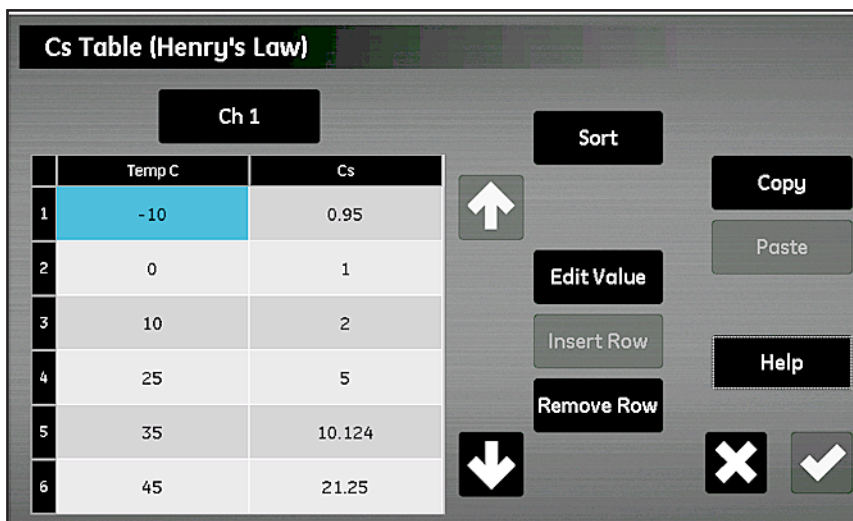 Cs Table (Henry's Law)
Ch 1
Temp C Cs
1 -10 0.95
2 0 1
3 10 2
4 25 5
5 35 10.124
6 45 21.25
Sort
Edit Value
Insert Row
Remove Row
Copy
Paste
Help